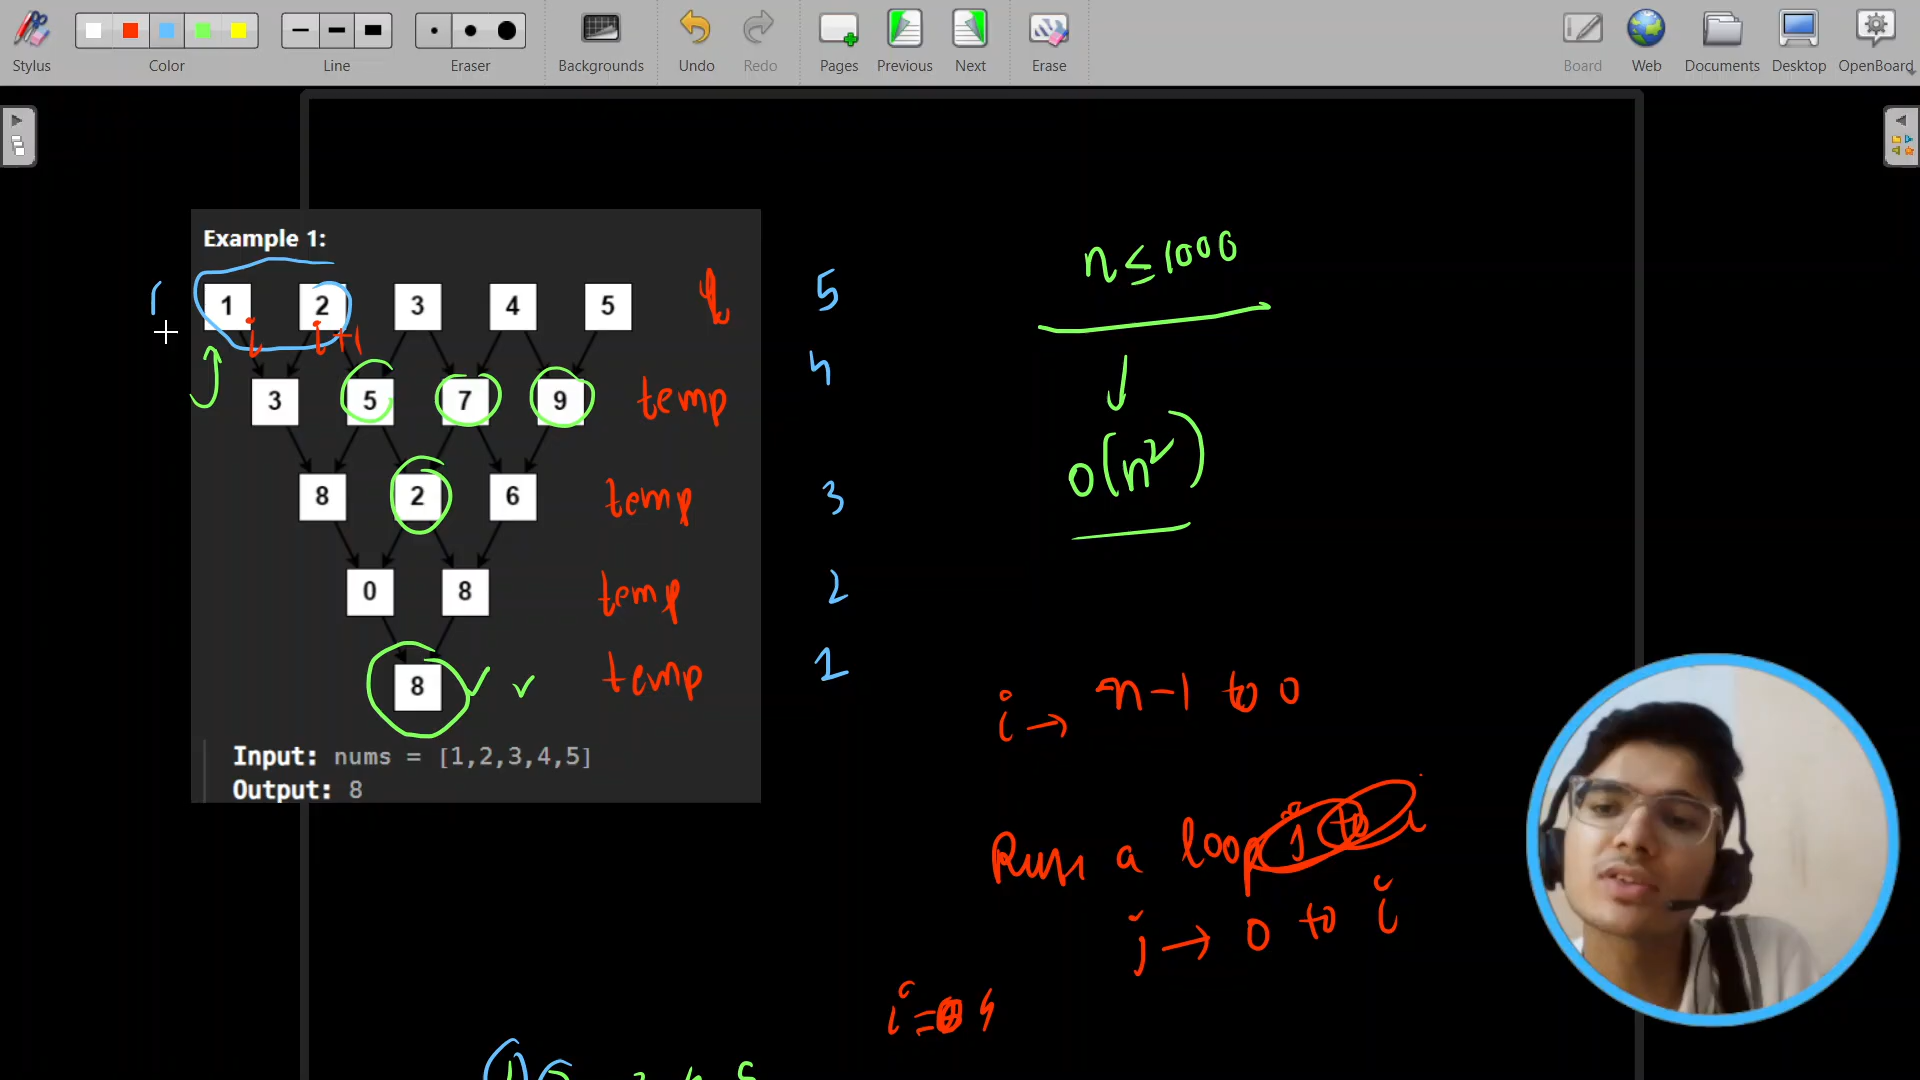 Stylus Color Line Eraser Backgrounds Undo Redo Pages Previous Next Erase Board Web Documents Desktop OpenBoard
Example 1:
1 2 3 4 5
i i+1
3 5 7 9 temp
8 2 6 temp
0 8 temp
8 temp
Input: nums = [1,2,3,4,5]
Output: 8
5
4
3
2
1
n ≤ 1000
O(n²)
i → n-1 to 0
Run a loop j to i
j → 0 to i
i = 4